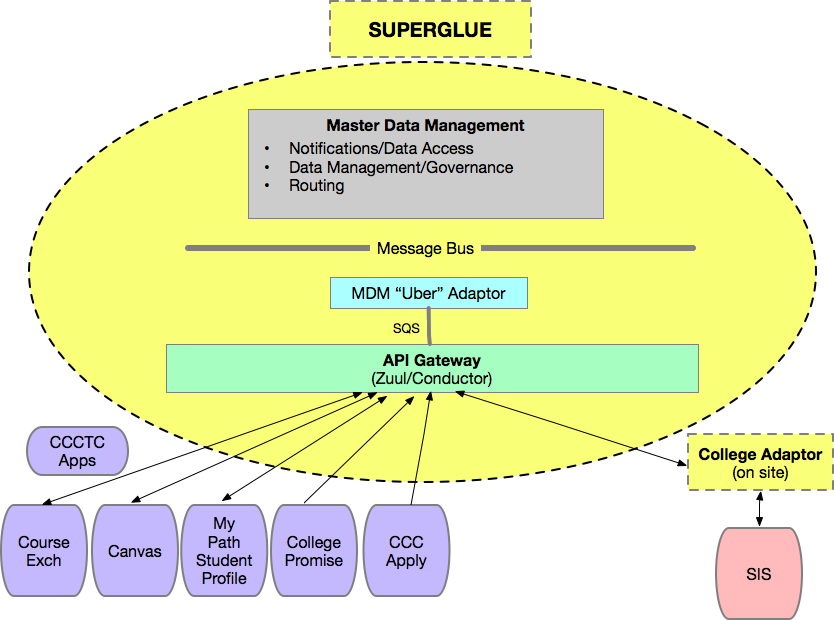 SUPERGLUE
Master Data Management
• Notifications/Data Access
• Data Management/Governance
• Routing
Message Bus
MDM “Uber” Adaptor
SQS
API Gateway
(Zuul/Conductor)
CCCTC
Apps
College Adaptor
(on site)
Course
Exch
Canvas
My
Path
Student
Profile
College
Promise
CCC
Apply
SIS